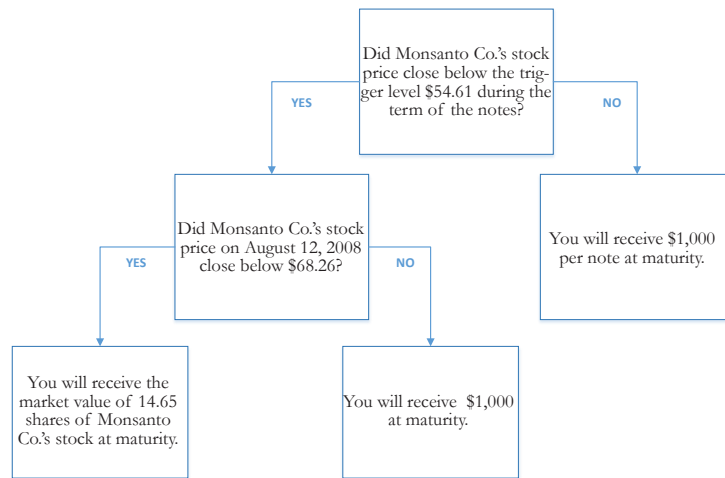 Did Monsanto Co.'s stock
price close below the trig-
ger level $54.61 during the
term of the notes?
YES
NO
Did Monsanto Co.'s stock
price on August 12, 2008
close below $68.26?
You will receive $1,000
per note at maturity.
YES
NO
You will receive the
market value of 14.65
shares of Monsanto
Co.'s stock at maturity.
You will receive $1,000
at maturity.